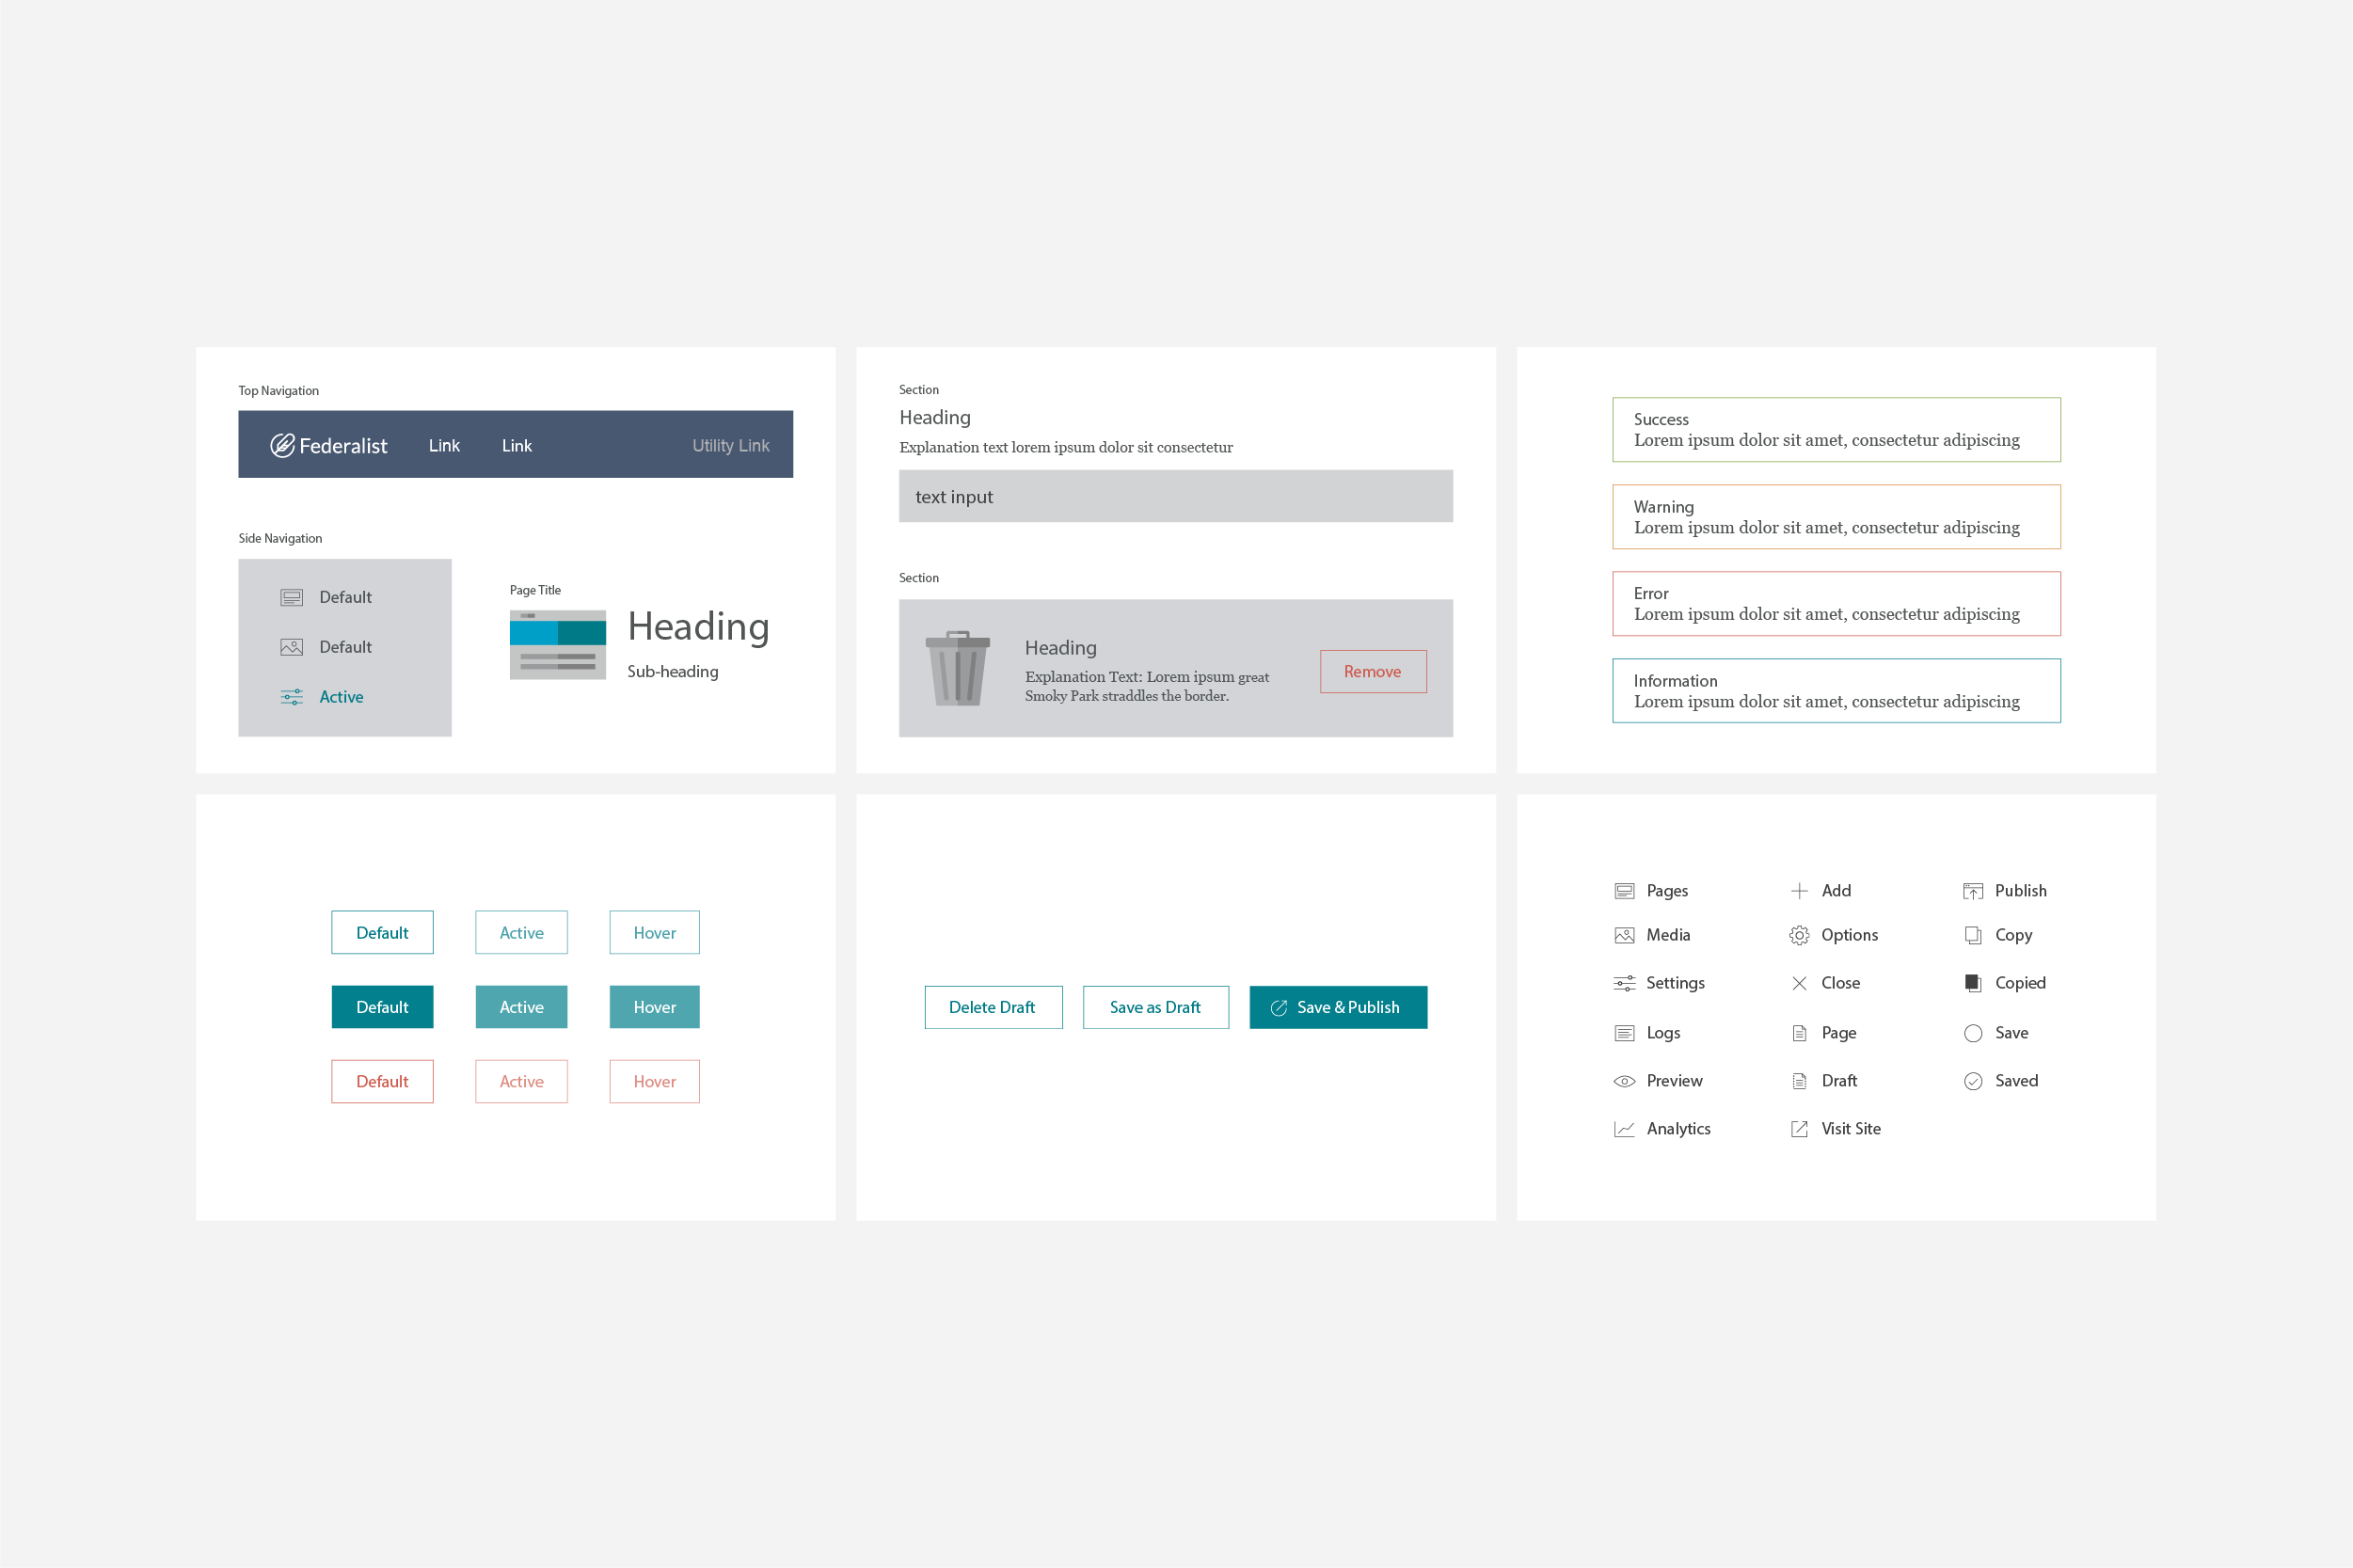 Top Navigation
Federalist Link Link Utility Link
Side Navigation
Default
Default
Active
Page Title
Heading
Sub-heading
Section
Heading
Explanation text lorem ipsum dolor sit consectetur
text input
Section
Heading
Explanation Text: Lorem ipsum great
Smoky Park straddles the border.
Remove
Success
Lorem ipsum dolor sit amet, consectetur adipiscing
Warning
Lorem ipsum dolor sit amet, consectetur adipiscing
Error
Lorem ipsum dolor sit amet, consectetur adipiscing
Information
Lorem ipsum dolor sit amet, consectetur adipiscing
Default Active Hover
Default Active Hover
Default Active Hover
Delete Draft Save as Draft Save & Publish
Pages Add Publish
Media Options Copy
Settings Close Copied
Logs Page Save
Preview Draft Saved
Analytics Visit Site